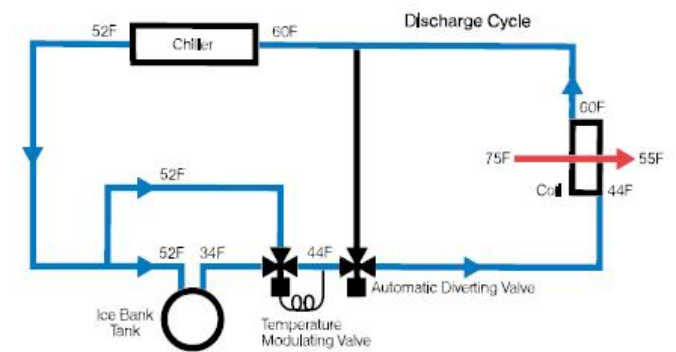 Discharge Cycle
52F
Chiller
60F
60F
75F
55F
Coil
44F
52F
52F
34F
44F
Automatic Diverting Valve
Ice Bank
Tank
Temperature
Modulating Valve